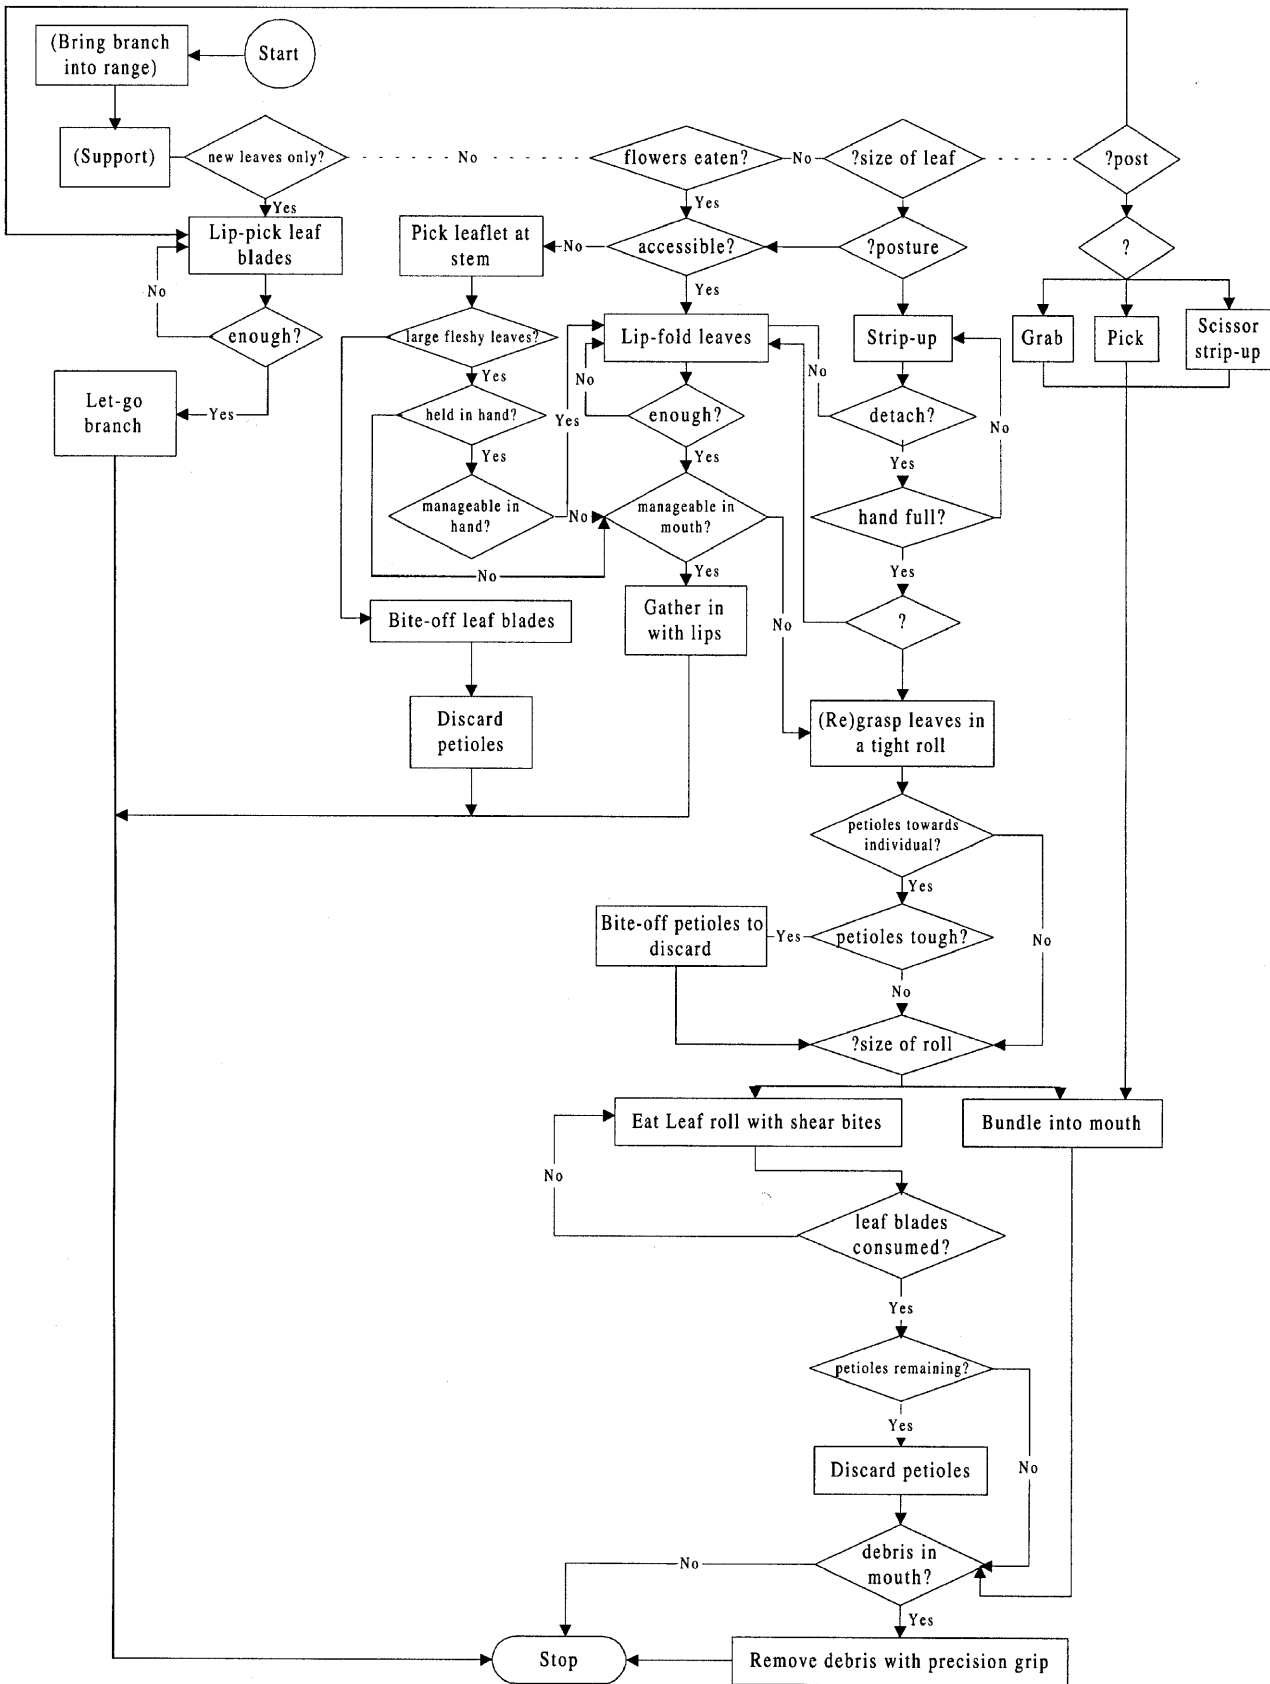 (Bring branch
into range)
Start
(Support)
new leaves only?
No
flowers eaten?
No
?size of leaf
?post
Yes
Yes
Lip-pick leaf
blades
Pick leaflet at
stem
No
accessible?
?posture
?
No
Yes
enough?
large fleshy leaves?
Lip-fold leaves
Strip-up
Grab
Pick
Scissor
strip-up
Yes
No
No
Let-go
branch
Yes
held in hand?
Yes
enough?
detach?
No
Yes
Yes
Yes
manageable in
hand?
No
manageable in
mouth?
hand full?
No
Yes
Yes
Bite-off leaf blades
Gather in
with lips
No
?
Discard
petioles
(Re)grasp leaves in
a tight roll
petioles towards
individual?
Yes
Bite-off petioles to
discard
Yes
petioles tough?
No
No
?size of roll
Eat Leaf roll with shear bites
Bundle into mouth
No
leaf blades
consumed?
Yes
petioles remaining?
Yes
Discard petioles
No
debris in
mouth?
No
Yes
Stop
Remove debris with precision grip